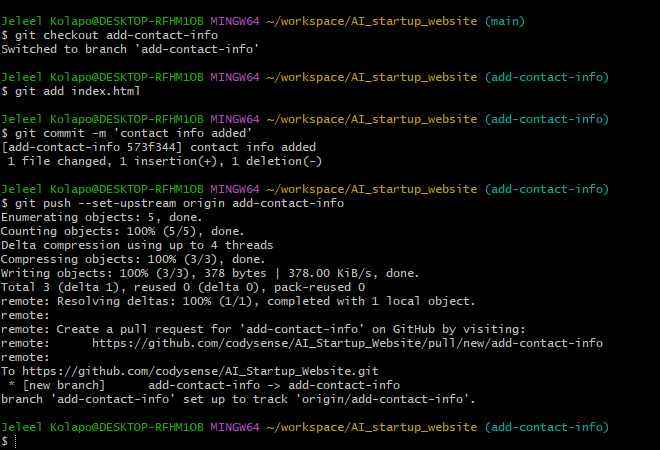 Jeleel Kolapo@DESKTOP-RFHM1OB MINGW64 ~/workspace/AI_startup_website (main)
$ git checkout add-contact-info
Switched to branch 'add-contact-info'
Jeleel Kolapo@DESKTOP-RFHM1OB MINGW64 ~/workspace/AI_startup_website (add-contact-info)
$ git add index.html
Jeleel Kolapo@DESKTOP-RFHM1OB MINGW64 ~/workspace/AI_startup_website (add-contact-info)
$ git commit -m 'contact info added'
[add-contact-info 573f344] contact info added
 1 file changed, 1 insertion(+), 1 deletion(-)
Jeleel Kolapo@DESKTOP-RFHM1OB MINGW64 ~/workspace/AI_startup_website (add-contact-info)
$ git push --set-upstream origin add-contact-info
Enumerating objects: 5, done.
Counting objects: 100% (5/5), done.
Delta compression using up to 4 threads
Compressing objects: 100% (3/3), done.
Writing objects: 100% (3/3), 378 bytes | 378.00 KiB/s, done.
Total 3 (delta 1), reused 0 (delta 0), pack-reused 0
remote: Resolving deltas: 100% (1/1), completed with 1 local object.
remote:
remote: Create a pull request for 'add-contact-info' on GitHub by visiting:
remote:      https://github.com/codysense/AI_Startup_Website/pull/new/add-contact-info
remote:
To https://github.com/codysense/AI_Startup_Website.git
 * [new branch]      add-contact-info -> add-contact-info
branch 'add-contact-info' set up to track 'origin/add-contact-info'.
Jeleel Kolapo@DESKTOP-RFHM1OB MINGW64 ~/workspace/AI_startup_website (add-contact-info)
$